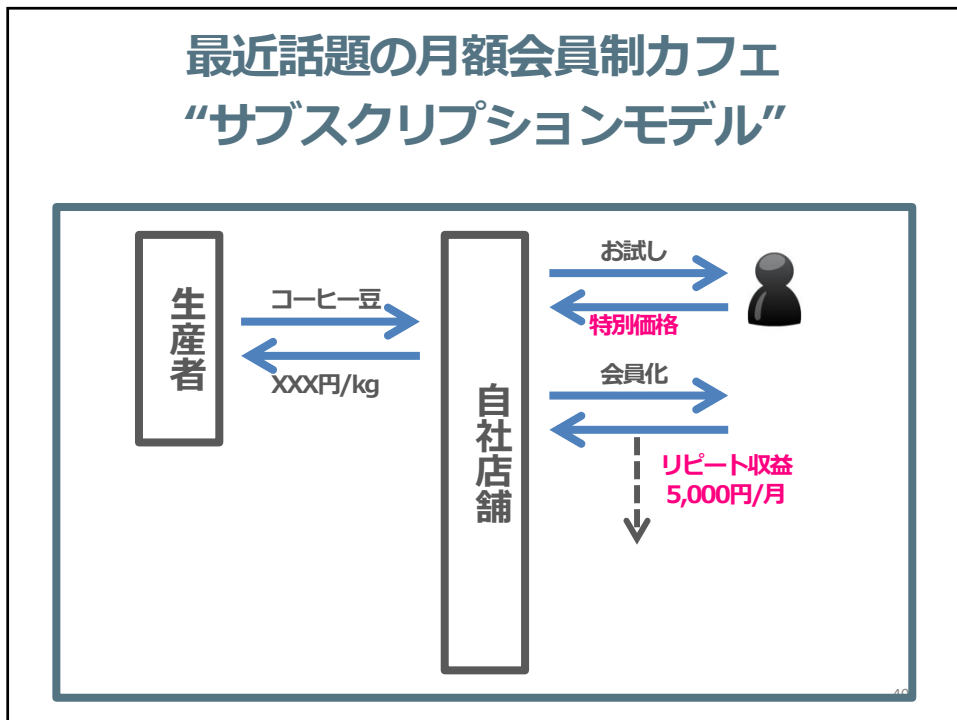 最近話題の月額会員制カフェ
“サブスクリプションモデル”
生産者
コーヒー豆
XXX円/kg
自社店舗
お試し
特別価格
会員化
リピート収益
5,000円/月